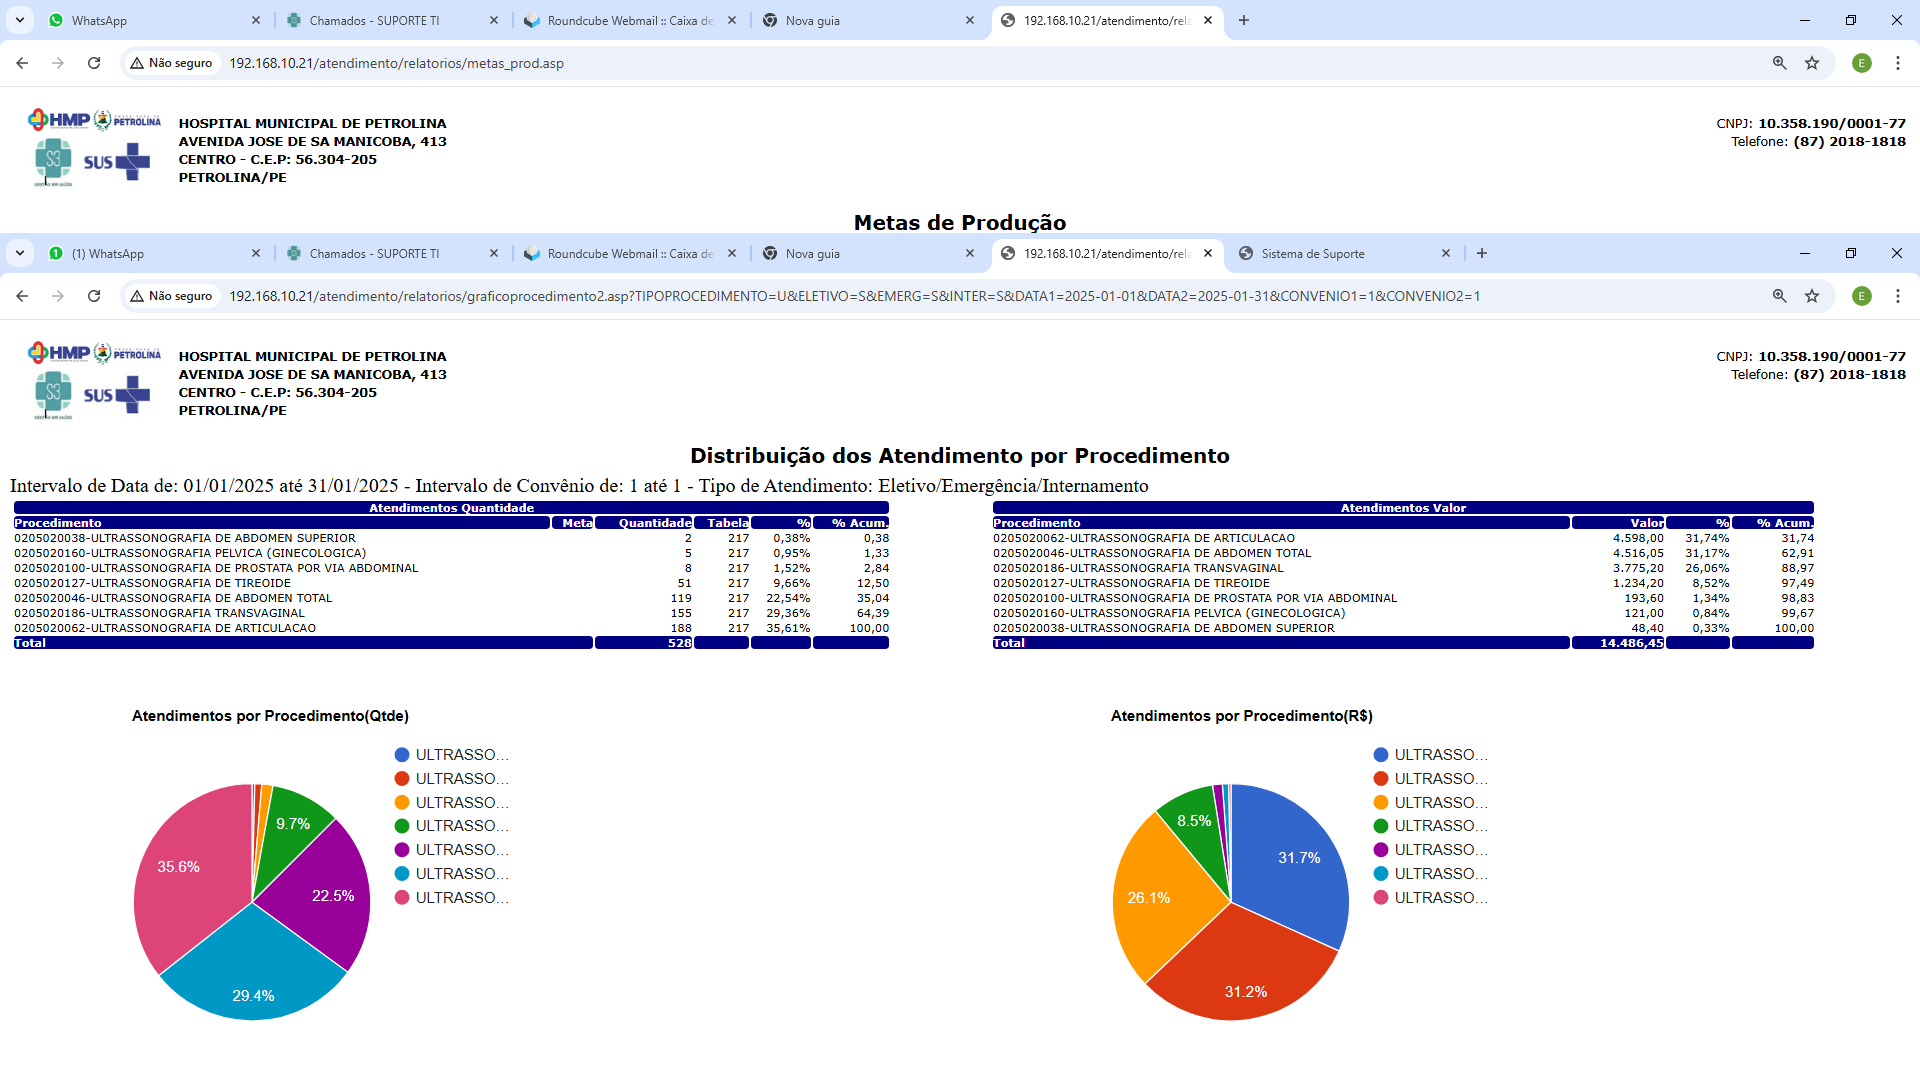 WhatsApp
Chamados - SUPORTE TI
Roundcube Webmail :: Caixa de
Nova guia
192.168.10.21/atendimento/rela
Não seguro
192.168.10.21/atendimento/relatorios/metas_prod.asp
E
HMP
PETROLINA
S3
SUS
HOSPITAL MUNICIPAL DE PETROLINA
AVENIDA JOSE DE SA MANICOBA, 413
CENTRO - C.E.P: 56.304-205
PETROLINA/PE
CNPJ: 10.358.190/0001-77
Telefone: (87) 2018-1818
Metas de Produção
1
(1) WhatsApp
Chamados - SUPORTE TI
Roundcube Webmail :: Caixa de
Nova guia
192.168.10.21/atendimento/rela
Sistema de Suporte
Não seguro
192.168.10.21/atendimento/relatorios/graficoprocedimento2.asp?TIPOPROCEDIMENTO=U&ELETIVO=S&EMERG=S&INTER=S&DATA1=2025-01-01&DATA2=2025-01-31&CONVENIO1=1&CONVENIO2=1
E
HMP
PETROLINA
S3
SUS
HOSPITAL MUNICIPAL DE PETROLINA
AVENIDA JOSE DE SA MANICOBA, 413
CENTRO - C.E.P: 56.304-205
PETROLINA/PE
CNPJ: 10.358.190/0001-77
Telefone: (87) 2018-1818
Distribuição dos Atendimento por Procedimento
Intervalo de Data de: 01/01/2025 até 31/01/2025 - Intervalo de Convênio de: 1 até 1 - Tipo de Atendimento: Eletivo/Emergência/Internamento
Atendimentos Quantidade
Procedimento Meta Quantidade Tabela % % Acum.
0205020038-ULTRASSONOGRAFIA DE ABDOMEN SUPERIOR 2 217 0,38% 0,38
0205020160-ULTRASSONOGRAFIA PELVICA (GINECOLOGICA) 5 217 0,95% 1,33
0205020100-ULTRASSONOGRAFIA DE PROSTATA POR VIA ABDOMINAL 8 217 1,52% 2,84
0205020127-ULTRASSONOGRAFIA DE TIREOIDE 51 217 9,66% 12,50
0205020046-ULTRASSONOGRAFIA DE ABDOMEN TOTAL 119 217 22,54% 35,04
0205020186-ULTRASSONOGRAFIA TRANSVAGINAL 155 217 29,36% 64,39
0205020062-ULTRASSONOGRAFIA DE ARTICULACAO 188 217 35,61% 100,00
Total 528
Atendimentos Valor
Procedimento Valor % % Acum.
0205020062-ULTRASSONOGRAFIA DE ARTICULACAO 4.598,00 31,74% 31,74
0205020046-ULTRASSONOGRAFIA DE ABDOMEN TOTAL 4.516,05 31,17% 62,91
0205020186-ULTRASSONOGRAFIA TRANSVAGINAL 3.775,20 26,06% 88,97
0205020127-ULTRASSONOGRAFIA DE TIREOIDE 1.234,20 8,52% 97,49
0205020100-ULTRASSONOGRAFIA DE PROSTATA POR VIA ABDOMINAL 193,60 1,34% 98,83
0205020160-ULTRASSONOGRAFIA PELVICA (GINECOLOGICA) 121,00 0,84% 99,67
0205020038-ULTRASSONOGRAFIA DE ABDOMEN SUPERIOR 48,40 0,33% 100,00
Total 14.486,45
Atendimentos por Procedimento(Qtde)
ULTRASSO...
ULTRASSO...
ULTRASSO...
ULTRASSO...
ULTRASSO...
ULTRASSO...
ULTRASSO...
9.7%
35.6%
22.5%
29.4%
Atendimentos por Procedimento(R$)
ULTRASSO...
ULTRASSO...
ULTRASSO...
ULTRASSO...
ULTRASSO...
ULTRASSO...
ULTRASSO...
8.5%
31.7%
26.1%
31.2%